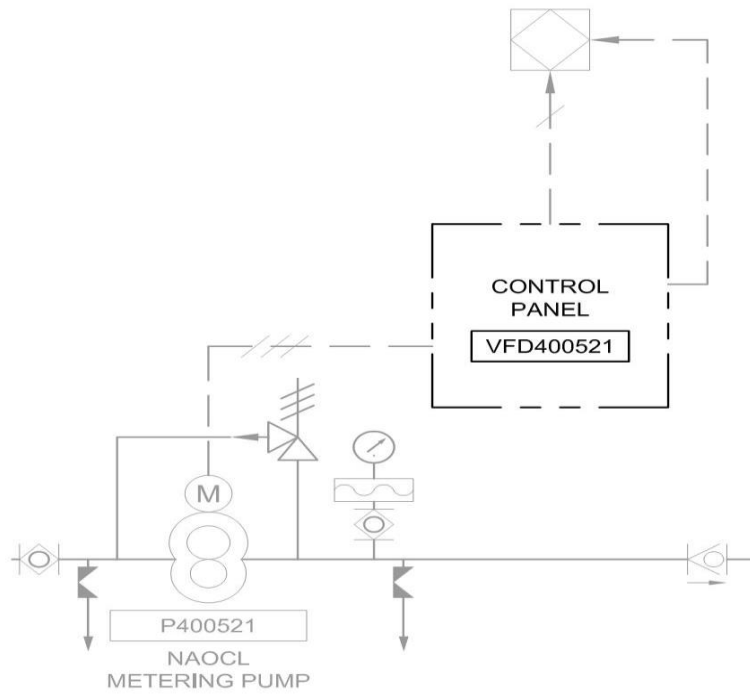 CONTROL
PANEL
VFD400521
M
P400521
NAOCL
METERING PUMP